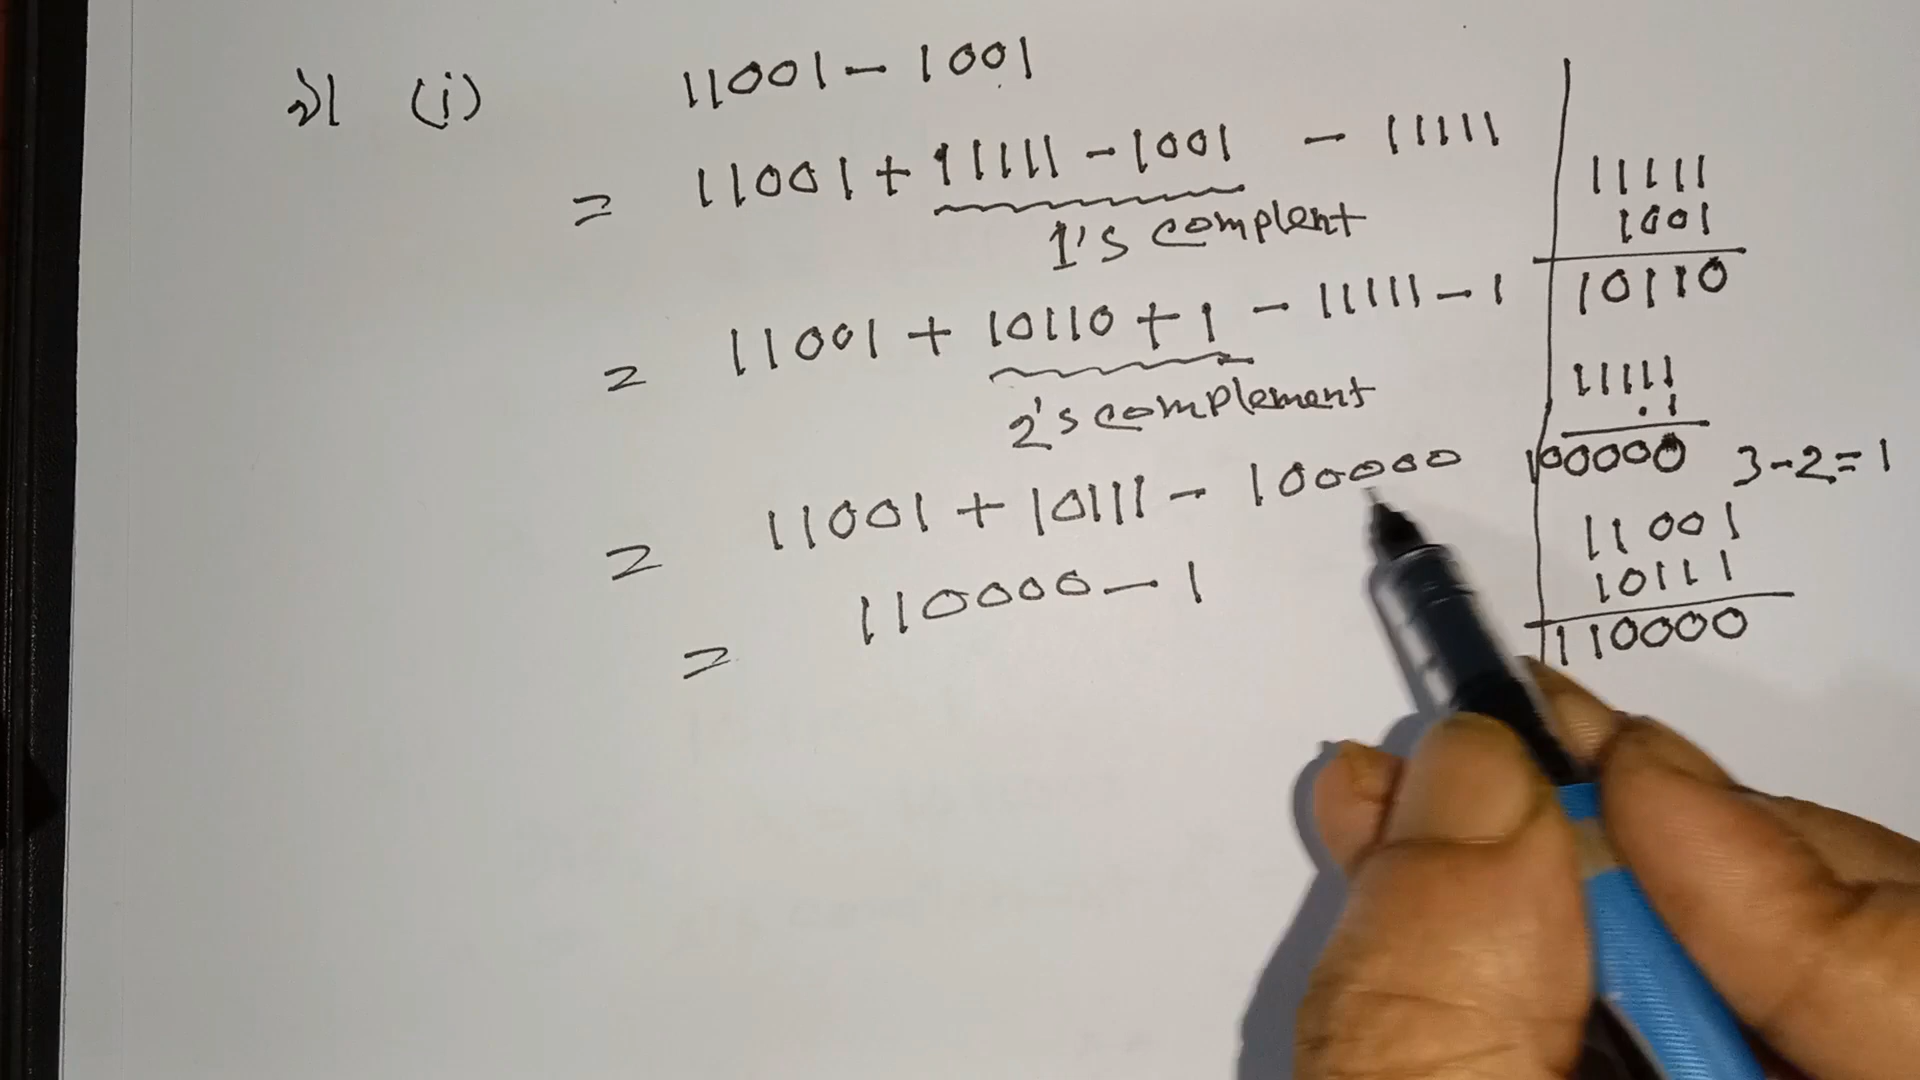 ২। (i) 11001 - 1001
= 11001 + 11111 - 1001 - 11111
1's complent
= 11001 + 10110 + 1 - 11111 - 1
2's complement
= 11001 + 10111 - 100000
= 110000 - 1
11111
1001
10110
11111
1
100000 3-2=1
11001
10111
110000